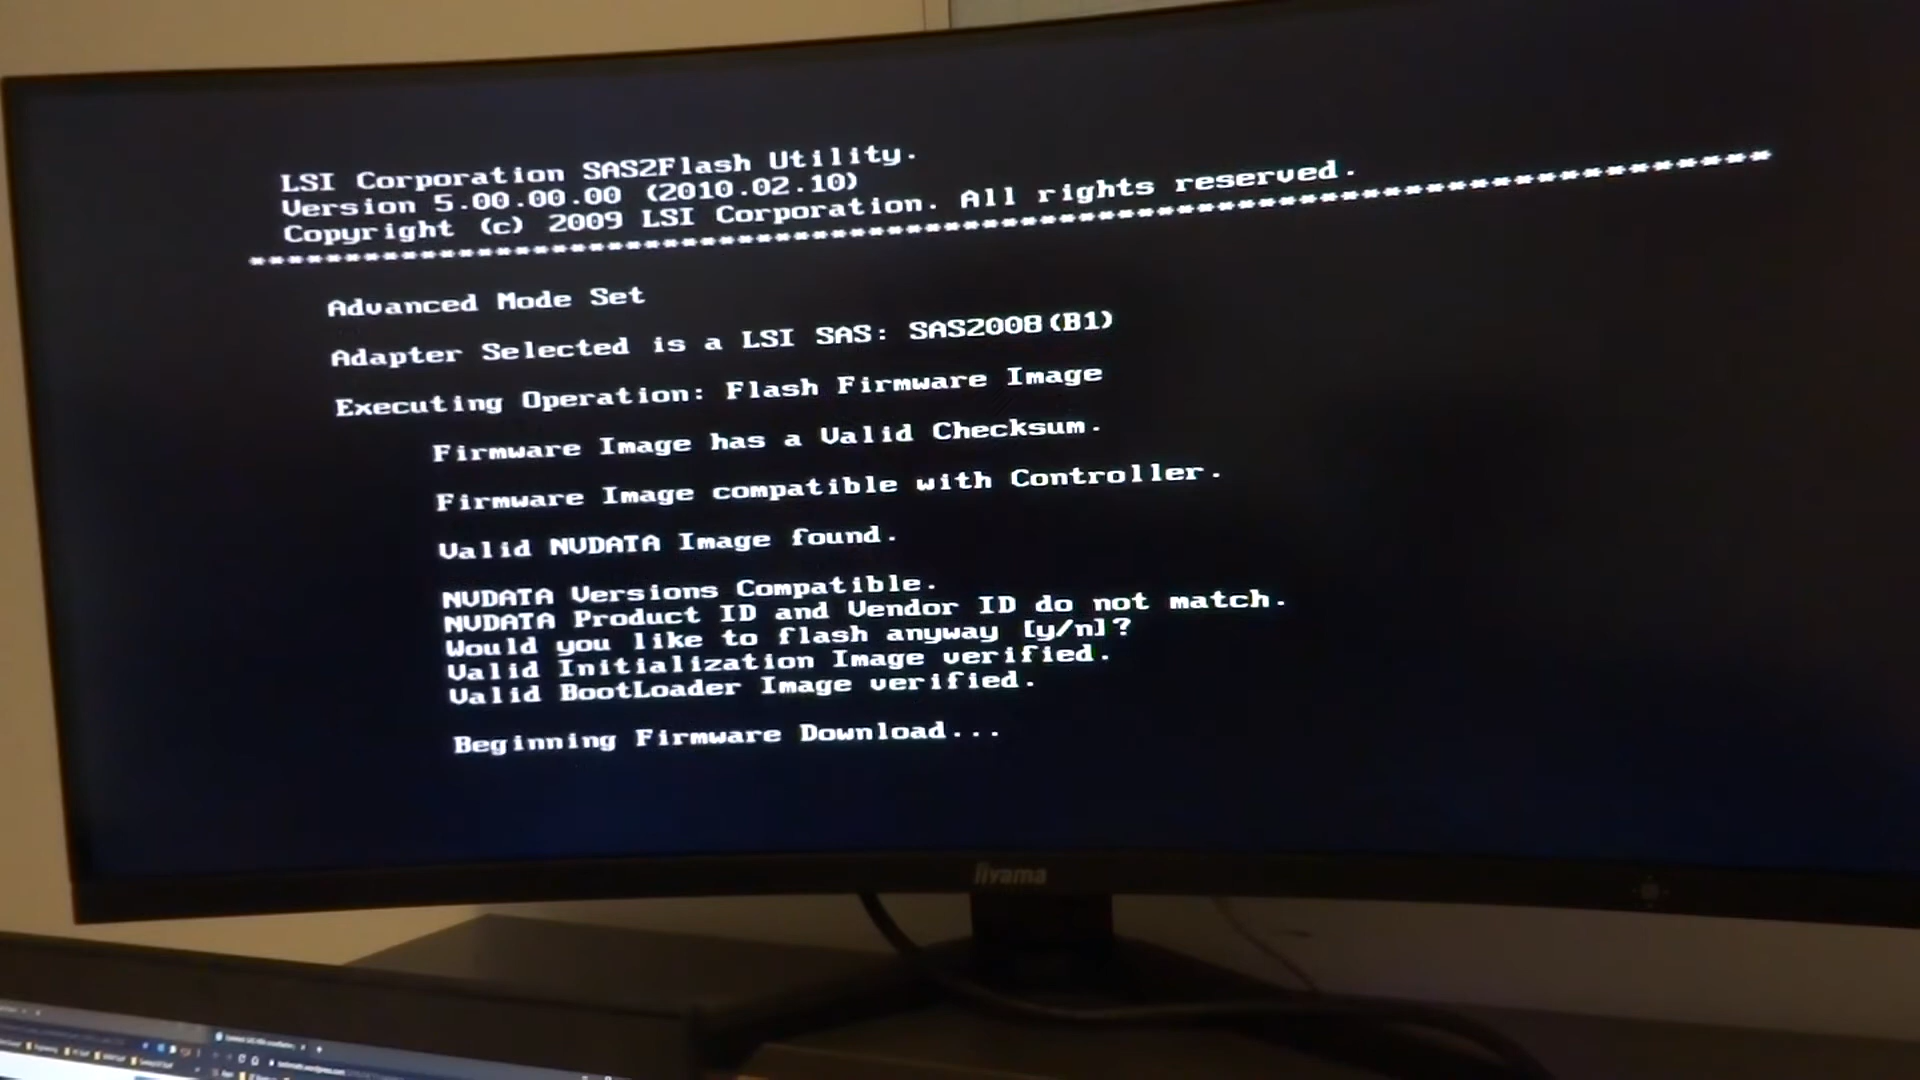 LSI Corporation SAS2Flash Utility.
Version 5.00.00.00 (2010.02.10)
Copyright (c) 2009 LSI Corporation. All rights reserved.
Advanced Mode Set
Adapter Selected is a LSI SAS: SAS2008(B1)
Executing Operation: Flash Firmware Image
Firmware Image has a Valid Checksum.
Firmware Image compatible with Controller.
Valid NVDATA Image found.
NVDATA Versions Compatible.
NVDATA Product ID and Vendor ID do not match.
Would you like to flash anyway [y/n]?
Valid Initialization Image verified.
Valid BootLoader Image verified.
Beginning Firmware Download...
iiyama